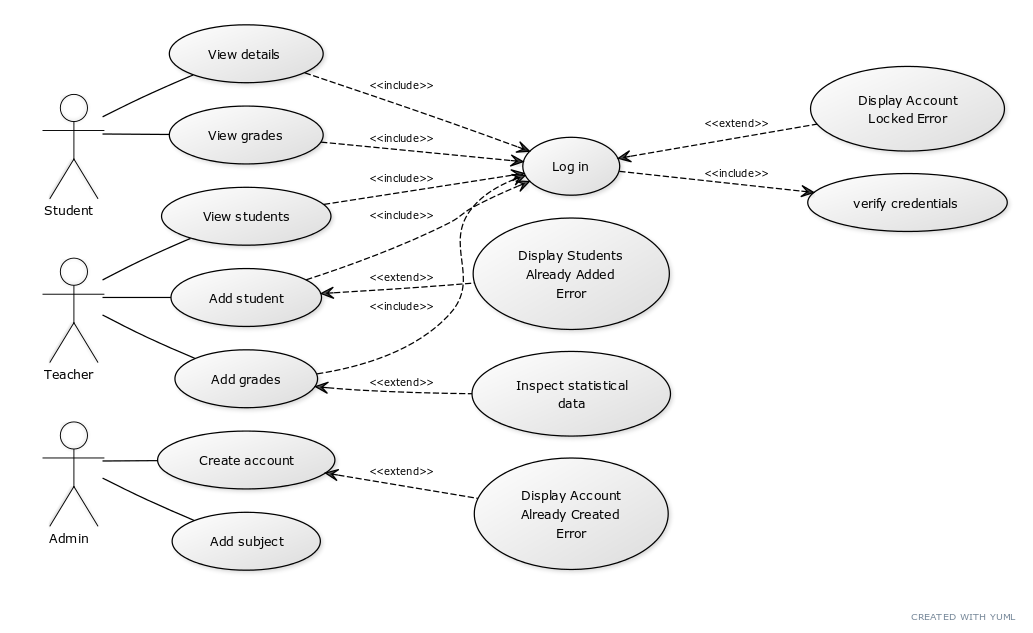 View details
<<include>>
Display Account
Locked Error
<<extend>>
View grades
<<include>>
Log in
<<include>>
<<include>>
verify credentials
Student
View students
<<include>>
Display Students
Already Added
Error
<<extend>>
Add student
<<include>>
Teacher
Add grades
<<extend>>
Inspect statistical
data
Create account
<<extend>>
Display Account
Already Created
Error
Admin
Add subject
CREATED WITH YUML